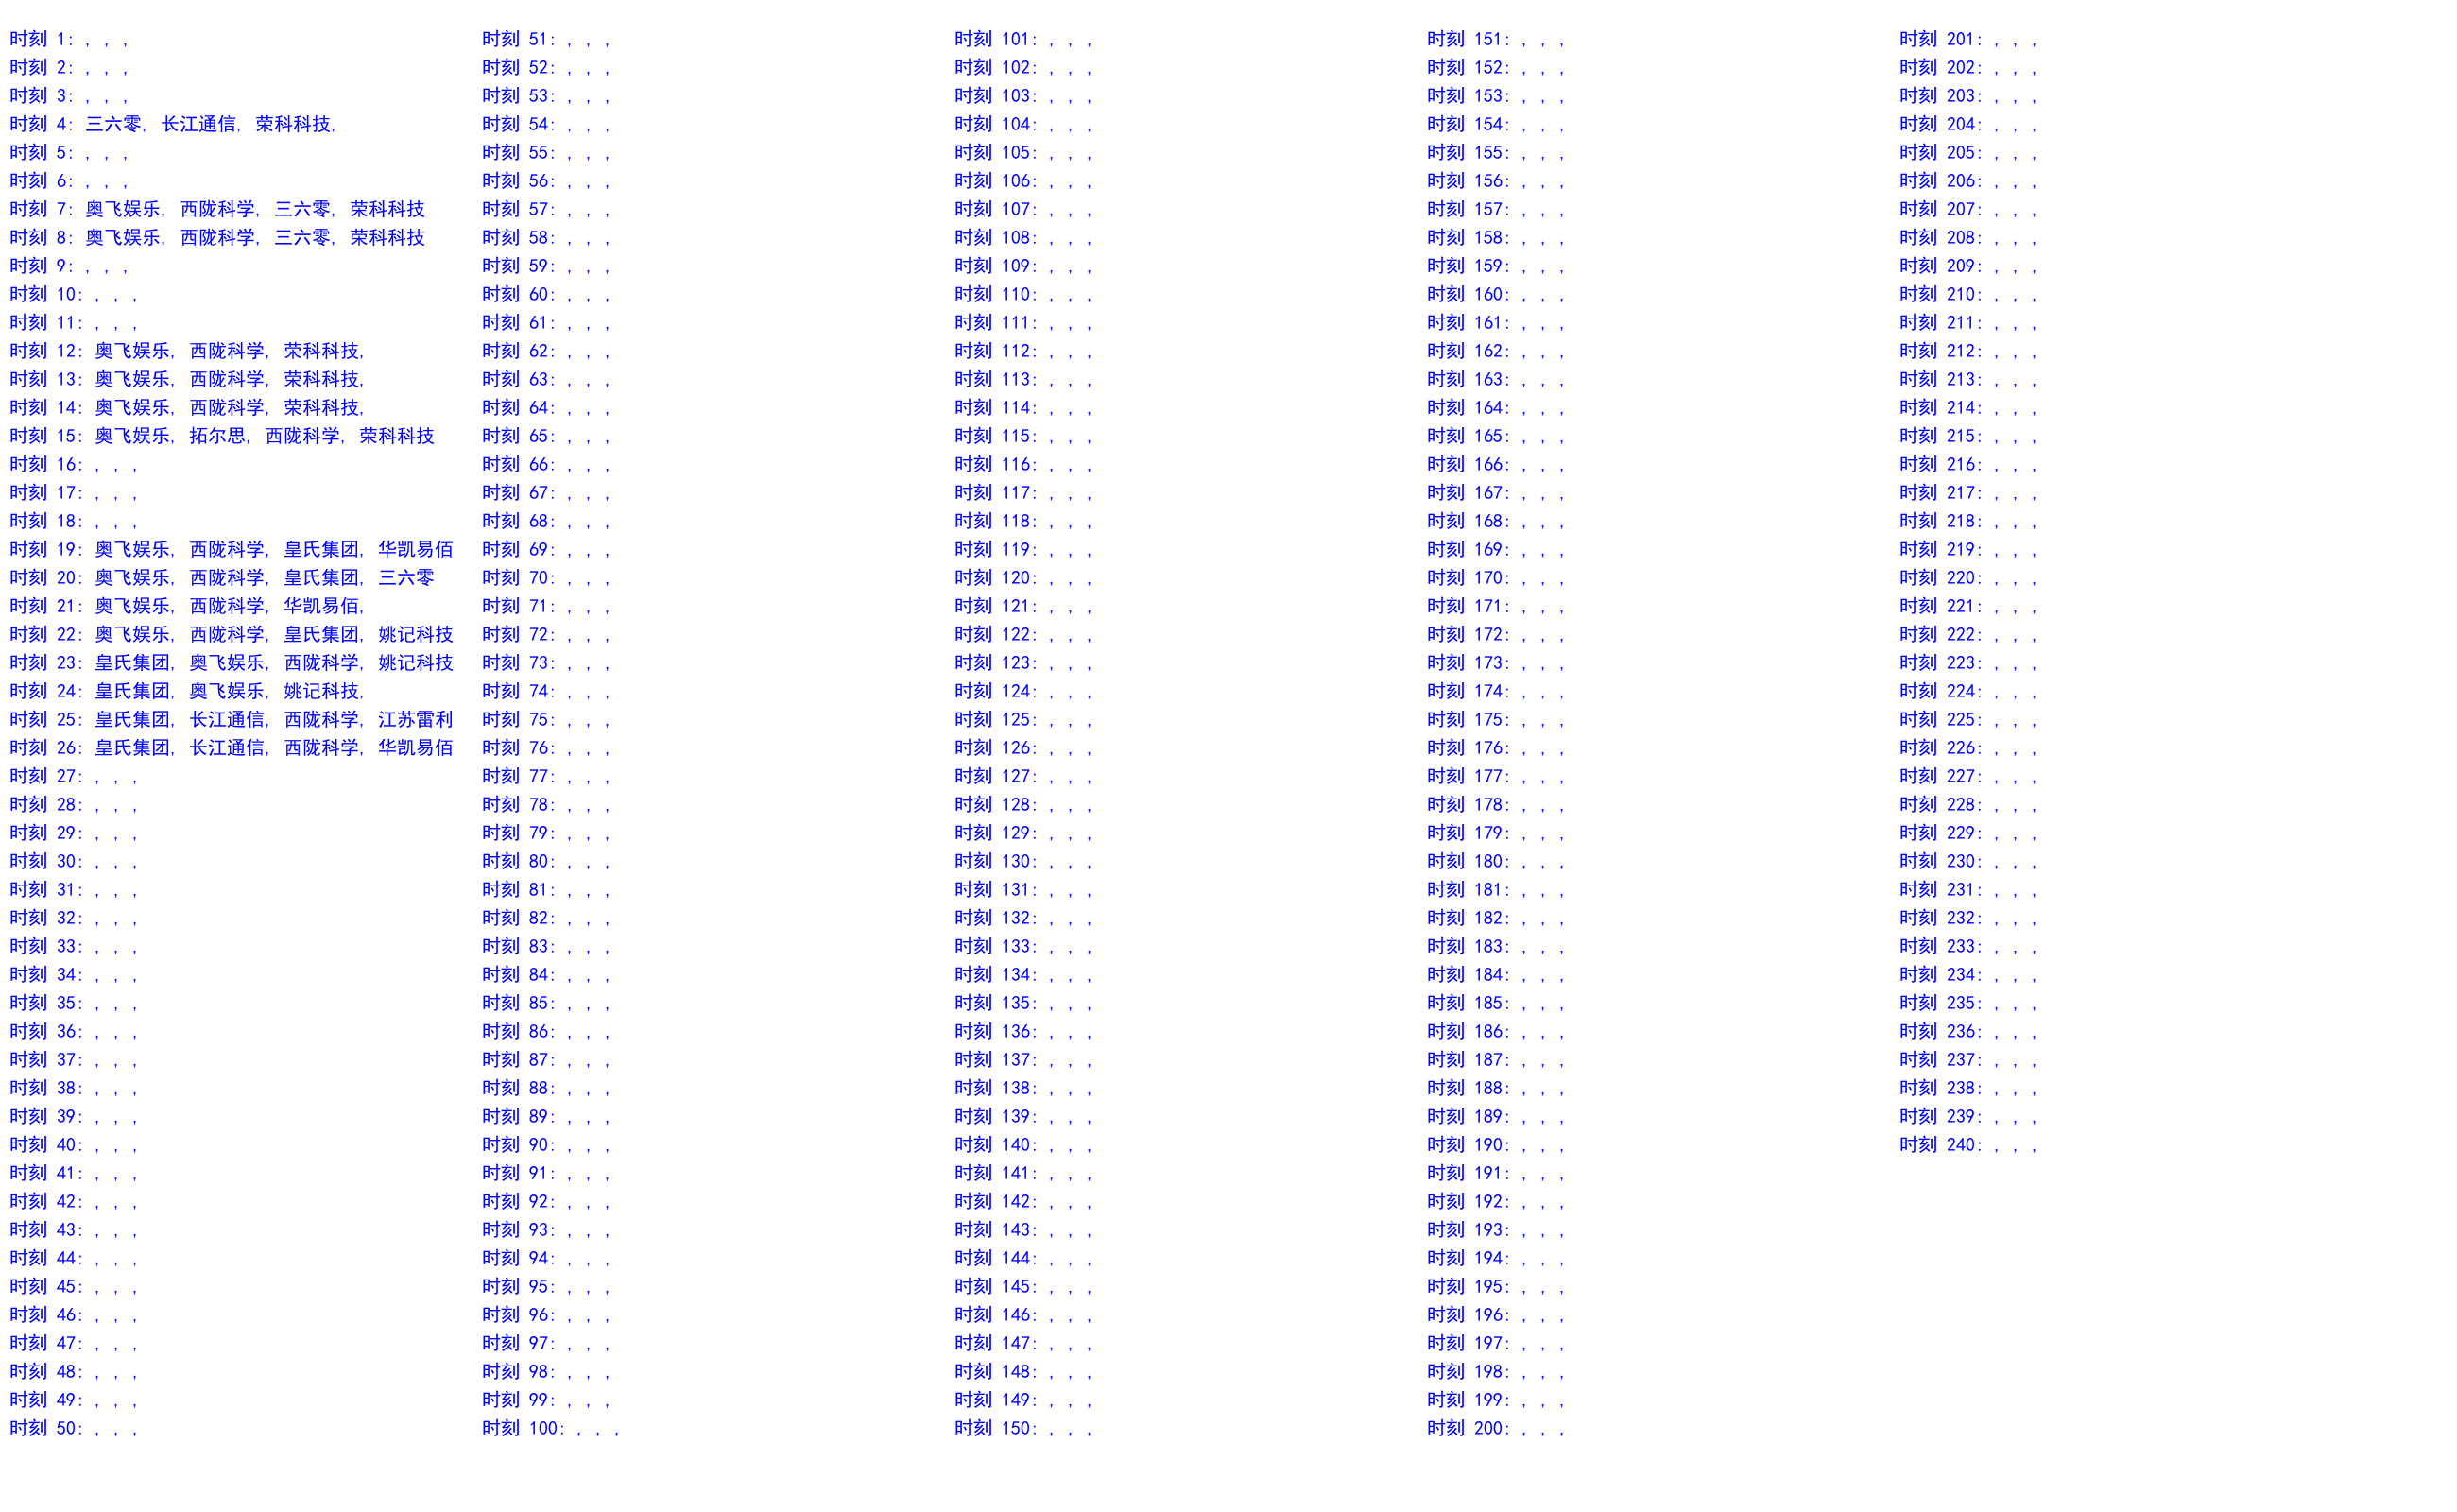 时刻 1: , , ,
时刻 2: , , ,
时刻 3: , , ,
时刻 4: 三六零, 长江通信, 荣科科技,
时刻 5: , , ,
时刻 6: , , ,
时刻 7: 奥飞娱乐, 西陇科学, 三六零, 荣科科技
时刻 8: 奥飞娱乐, 西陇科学, 三六零, 荣科科技
时刻 9: , , ,
时刻 10: , , ,
时刻 11: , , ,
时刻 12: 奥飞娱乐, 西陇科学, 荣科科技,
时刻 13: 奥飞娱乐, 西陇科学, 荣科科技,
时刻 14: 奥飞娱乐, 西陇科学, 荣科科技,
时刻 15: 奥飞娱乐, 拓尔思, 西陇科学, 荣科科技
时刻 16: , , ,
时刻 17: , , ,
时刻 18: , , ,
时刻 19: 奥飞娱乐, 西陇科学, 皇氏集团, 华凯易佰
时刻 20: 奥飞娱乐, 西陇科学, 皇氏集团, 三六零
时刻 21: 奥飞娱乐, 西陇科学, 华凯易佰,
时刻 22: 奥飞娱乐, 西陇科学, 皇氏集团, 姚记科技
时刻 23: 皇氏集团, 奥飞娱乐, 西陇科学, 姚记科技
时刻 24: 皇氏集团, 奥飞娱乐, 姚记科技,
时刻 25: 皇氏集团, 长江通信, 西陇科学, 江苏雷利
时刻 26: 皇氏集团, 长江通信, 西陇科学, 华凯易佰
时刻 27: , , ,
时刻 28: , , ,
时刻 29: , , ,
时刻 30: , , ,
时刻 31: , , ,
时刻 32: , , ,
时刻 33: , , ,
时刻 34: , , ,
时刻 35: , , ,
时刻 36: , , ,
时刻 37: , , ,
时刻 38: , , ,
时刻 39: , , ,
时刻 40: , , ,
时刻 41: , , ,
时刻 42: , , ,
时刻 43: , , ,
时刻 44: , , ,
时刻 45: , , ,
时刻 46: , , ,
时刻 47: , , ,
时刻 48: , , ,
时刻 49: , , ,
时刻 50: , , ,
时刻 51: , , ,
时刻 52: , , ,
时刻 53: , , ,
时刻 54: , , ,
时刻 55: , , ,
时刻 56: , , ,
时刻 57: , , ,
时刻 58: , , ,
时刻 59: , , ,
时刻 60: , , ,
时刻 61: , , ,
时刻 62: , , ,
时刻 63: , , ,
时刻 64: , , ,
时刻 65: , , ,
时刻 66: , , ,
时刻 67: , , ,
时刻 68: , , ,
时刻 69: , , ,
时刻 70: , , ,
时刻 71: , , ,
时刻 72: , , ,
时刻 73: , , ,
时刻 74: , , ,
时刻 75: , , ,
时刻 76: , , ,
时刻 77: , , ,
时刻 78: , , ,
时刻 79: , , ,
时刻 80: , , ,
时刻 81: , , ,
时刻 82: , , ,
时刻 83: , , ,
时刻 84: , , ,
时刻 85: , , ,
时刻 86: , , ,
时刻 87: , , ,
时刻 88: , , ,
时刻 89: , , ,
时刻 90: , , ,
时刻 91: , , ,
时刻 92: , , ,
时刻 93: , , ,
时刻 94: , , ,
时刻 95: , , ,
时刻 96: , , ,
时刻 97: , , ,
时刻 98: , , ,
时刻 99: , , ,
时刻 100: , , ,
时刻 101: , , ,
时刻 102: , , ,
时刻 103: , , ,
时刻 104: , , ,
时刻 105: , , ,
时刻 106: , , ,
时刻 107: , , ,
时刻 108: , , ,
时刻 109: , , ,
时刻 110: , , ,
时刻 111: , , ,
时刻 112: , , ,
时刻 113: , , ,
时刻 114: , , ,
时刻 115: , , ,
时刻 116: , , ,
时刻 117: , , ,
时刻 118: , , ,
时刻 119: , , ,
时刻 120: , , ,
时刻 121: , , ,
时刻 122: , , ,
时刻 123: , , ,
时刻 124: , , ,
时刻 125: , , ,
时刻 126: , , ,
时刻 127: , , ,
时刻 128: , , ,
时刻 129: , , ,
时刻 130: , , ,
时刻 131: , , ,
时刻 132: , , ,
时刻 133: , , ,
时刻 134: , , ,
时刻 135: , , ,
时刻 136: , , ,
时刻 137: , , ,
时刻 138: , , ,
时刻 139: , , ,
时刻 140: , , ,
时刻 141: , , ,
时刻 142: , , ,
时刻 143: , , ,
时刻 144: , , ,
时刻 145: , , ,
时刻 146: , , ,
时刻 147: , , ,
时刻 148: , , ,
时刻 149: , , ,
时刻 150: , , ,
时刻 151: , , ,
时刻 152: , , ,
时刻 153: , , ,
时刻 154: , , ,
时刻 155: , , ,
时刻 156: , , ,
时刻 157: , , ,
时刻 158: , , ,
时刻 159: , , ,
时刻 160: , , ,
时刻 161: , , ,
时刻 162: , , ,
时刻 163: , , ,
时刻 164: , , ,
时刻 165: , , ,
时刻 166: , , ,
时刻 167: , , ,
时刻 168: , , ,
时刻 169: , , ,
时刻 170: , , ,
时刻 171: , , ,
时刻 172: , , ,
时刻 173: , , ,
时刻 174: , , ,
时刻 175: , , ,
时刻 176: , , ,
时刻 177: , , ,
时刻 178: , , ,
时刻 179: , , ,
时刻 180: , , ,
时刻 181: , , ,
时刻 182: , , ,
时刻 183: , , ,
时刻 184: , , ,
时刻 185: , , ,
时刻 186: , , ,
时刻 187: , , ,
时刻 188: , , ,
时刻 189: , , ,
时刻 190: , , ,
时刻 191: , , ,
时刻 192: , , ,
时刻 193: , , ,
时刻 194: , , ,
时刻 195: , , ,
时刻 196: , , ,
时刻 197: , , ,
时刻 198: , , ,
时刻 199: , , ,
时刻 200: , , ,
时刻 201: , , ,
时刻 202: , , ,
时刻 203: , , ,
时刻 204: , , ,
时刻 205: , , ,
时刻 206: , , ,
时刻 207: , , ,
时刻 208: , , ,
时刻 209: , , ,
时刻 210: , , ,
时刻 211: , , ,
时刻 212: , , ,
时刻 213: , , ,
时刻 214: , , ,
时刻 215: , , ,
时刻 216: , , ,
时刻 217: , , ,
时刻 218: , , ,
时刻 219: , , ,
时刻 220: , , ,
时刻 221: , , ,
时刻 222: , , ,
时刻 223: , , ,
时刻 224: , , ,
时刻 225: , , ,
时刻 226: , , ,
时刻 227: , , ,
时刻 228: , , ,
时刻 229: , , ,
时刻 230: , , ,
时刻 231: , , ,
时刻 232: , , ,
时刻 233: , , ,
时刻 234: , , ,
时刻 235: , , ,
时刻 236: , , ,
时刻 237: , , ,
时刻 238: , , ,
时刻 239: , , ,
时刻 240: , , ,